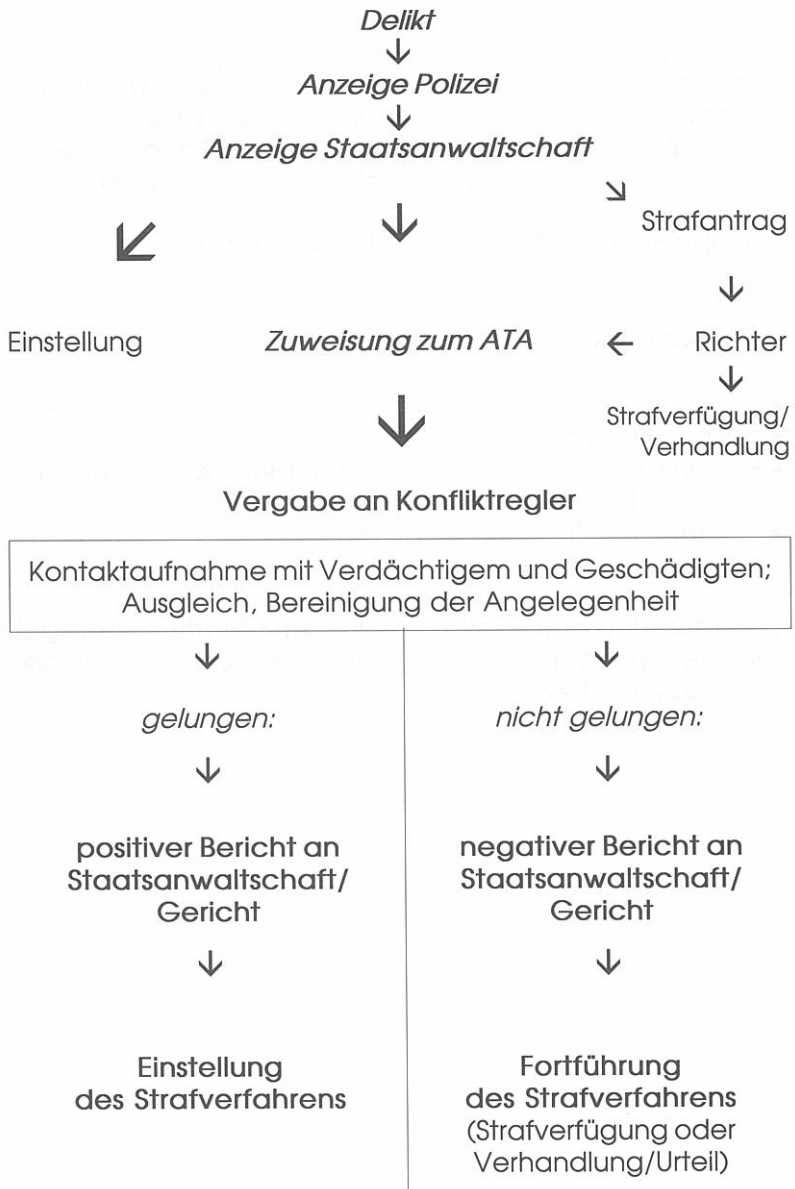 Delikt
↓
Anzeige Polizei
↓
Anzeige Staatsanwaltschaft
↙ ↓ ↘
Strafantrag
↓
Einstellung Zuweisung zum ATA ← Richter
↓ ↓
Strafverfügung/
Verhandlung
Vergabe an Konfliktregler
Kontaktaufnahme mit Verdächtigem und Geschädigten;
Ausgleich, Bereinigung der Angelegenheit
↓
gelungen:
↓
positiver Bericht an
Staatsanwaltschaft/
Gericht
↓
Einstellung
des Strafverfahrens
↓
nicht gelungen:
↓
negativer Bericht an
Staatsanwaltschaft/
Gericht
↓
Fortführung
des Strafverfahrens
(Strafverfügung oder
Verhandlung/Urteil)